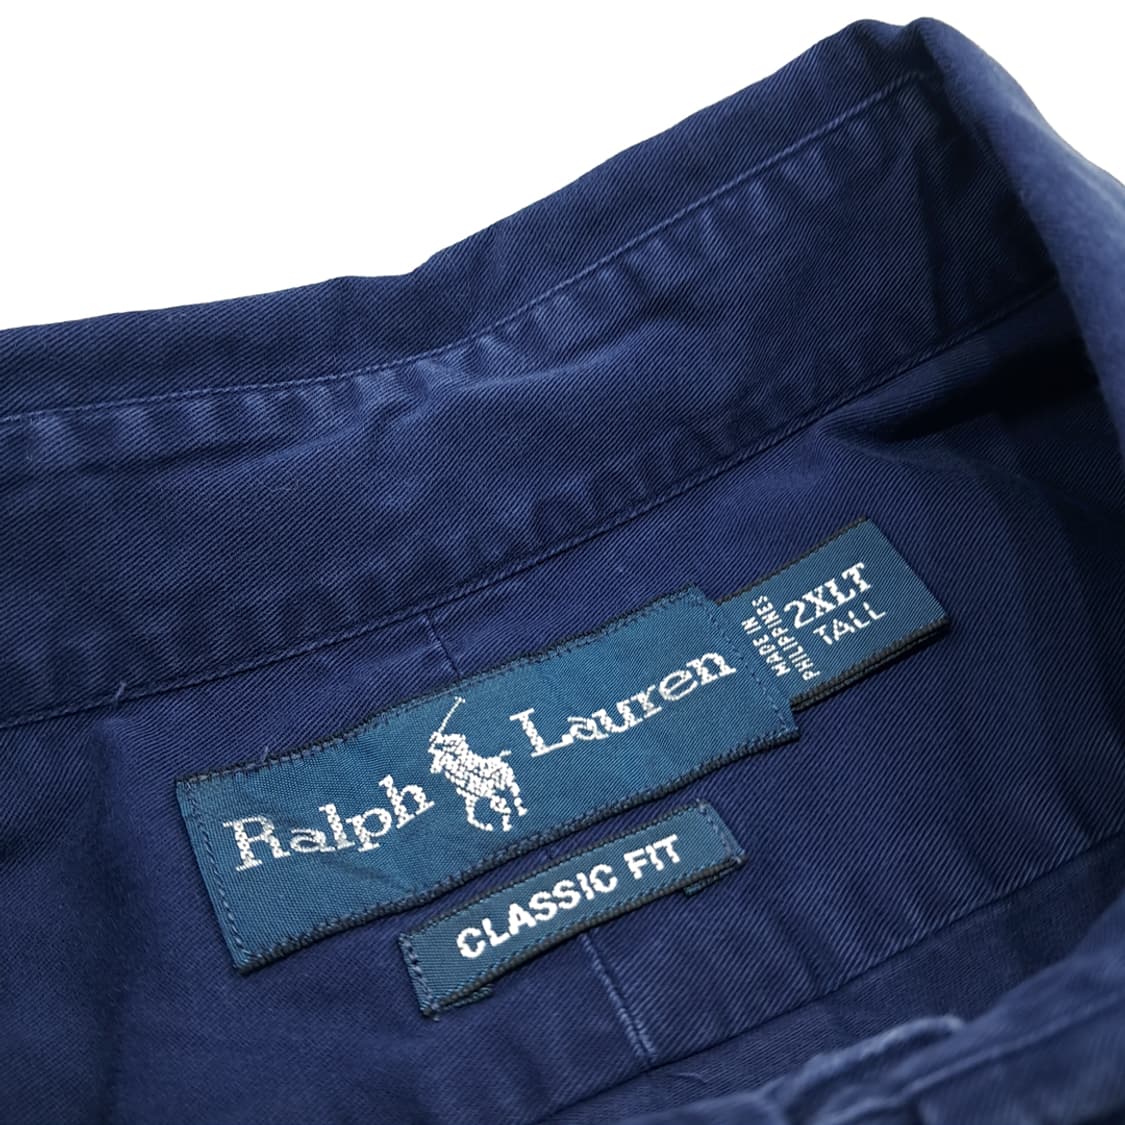 Ralph Lauren
MADE IN
PHILIPPINES
2XLT
TALL
CLASSIC FIT